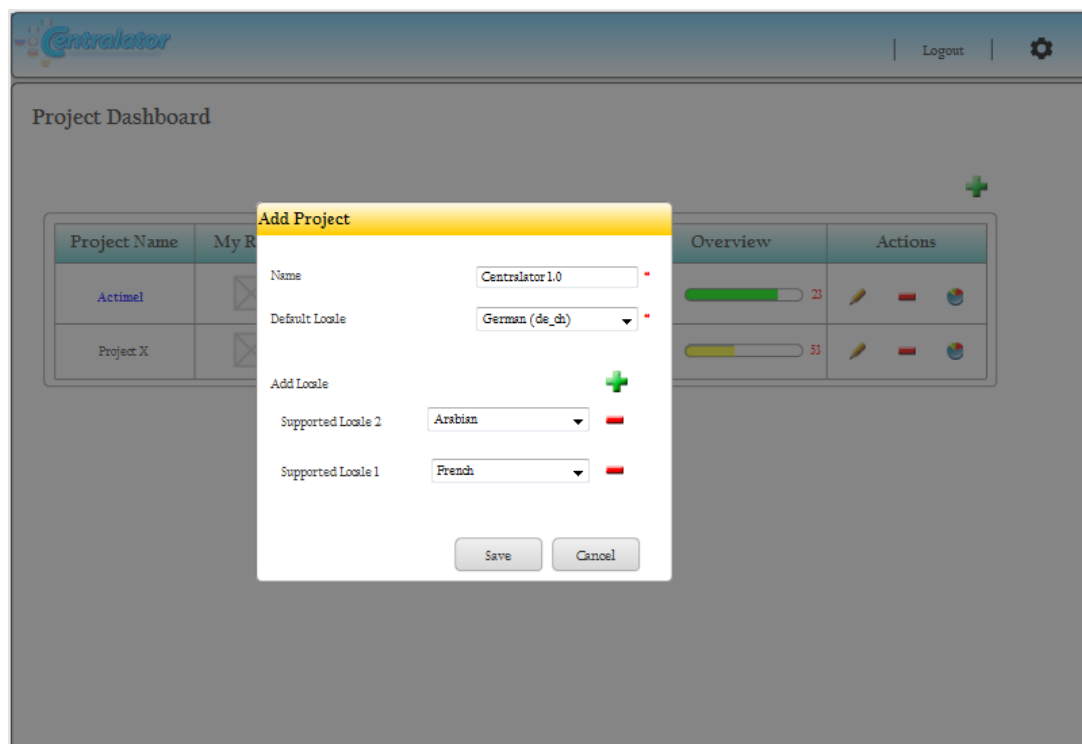 Centralator
Logout
Project Dashboard
Add Project
Project Name My R Overview Actions
Name Centralator 1.0 *
Actimel 23
Default Locale German (de_ch) *
Project X 53
Add Locale
Supported Locale 2 Arabian
Supported Locale 1 French
Save Cancel